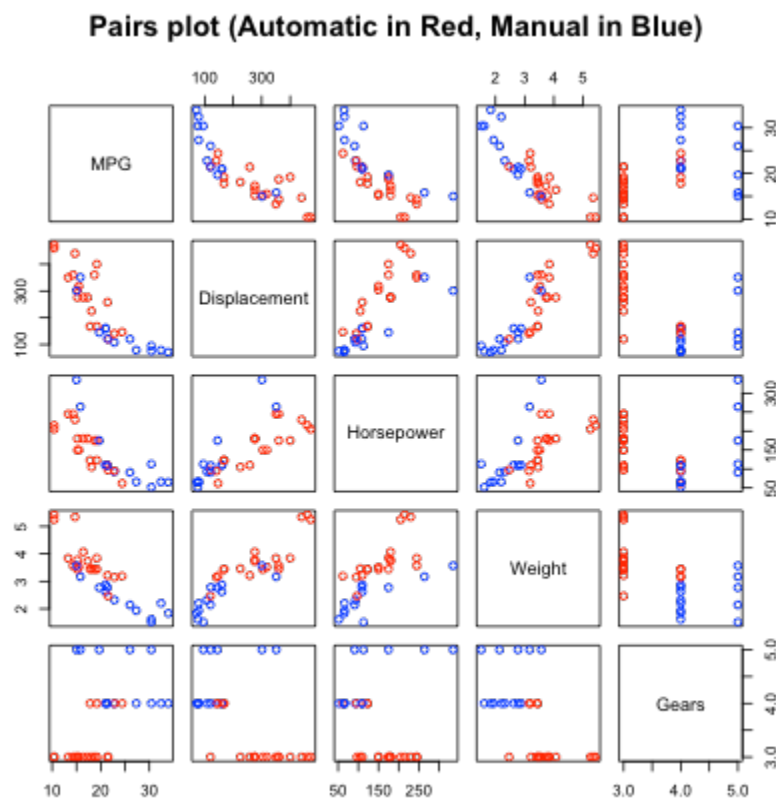 Pairs plot (Automatic in Red, Manual in Blue)
100 300
2 3 4 5
MPG
10 20 30
Displacement
100 300
Horsepower
50 150 300
Weight
2 3 4 5
Gears
3.0 4.0 5.0
10 20 30
50 150 250
3.0 4.0 5.0